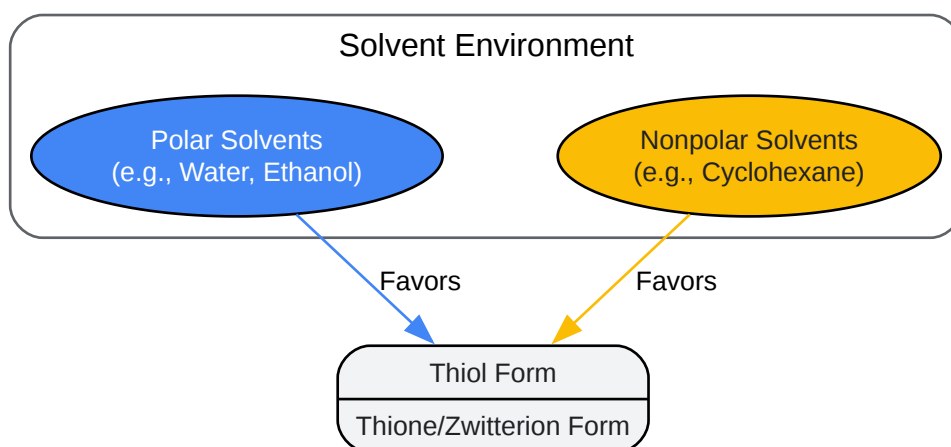 Solvent Environment
Polar Solvents
(e.g., Water, Ethanol)
Nonpolar Solvents
(e.g., Cyclohexane)
Favors
Favors
Thiol Form
Thione/Zwitterion Form